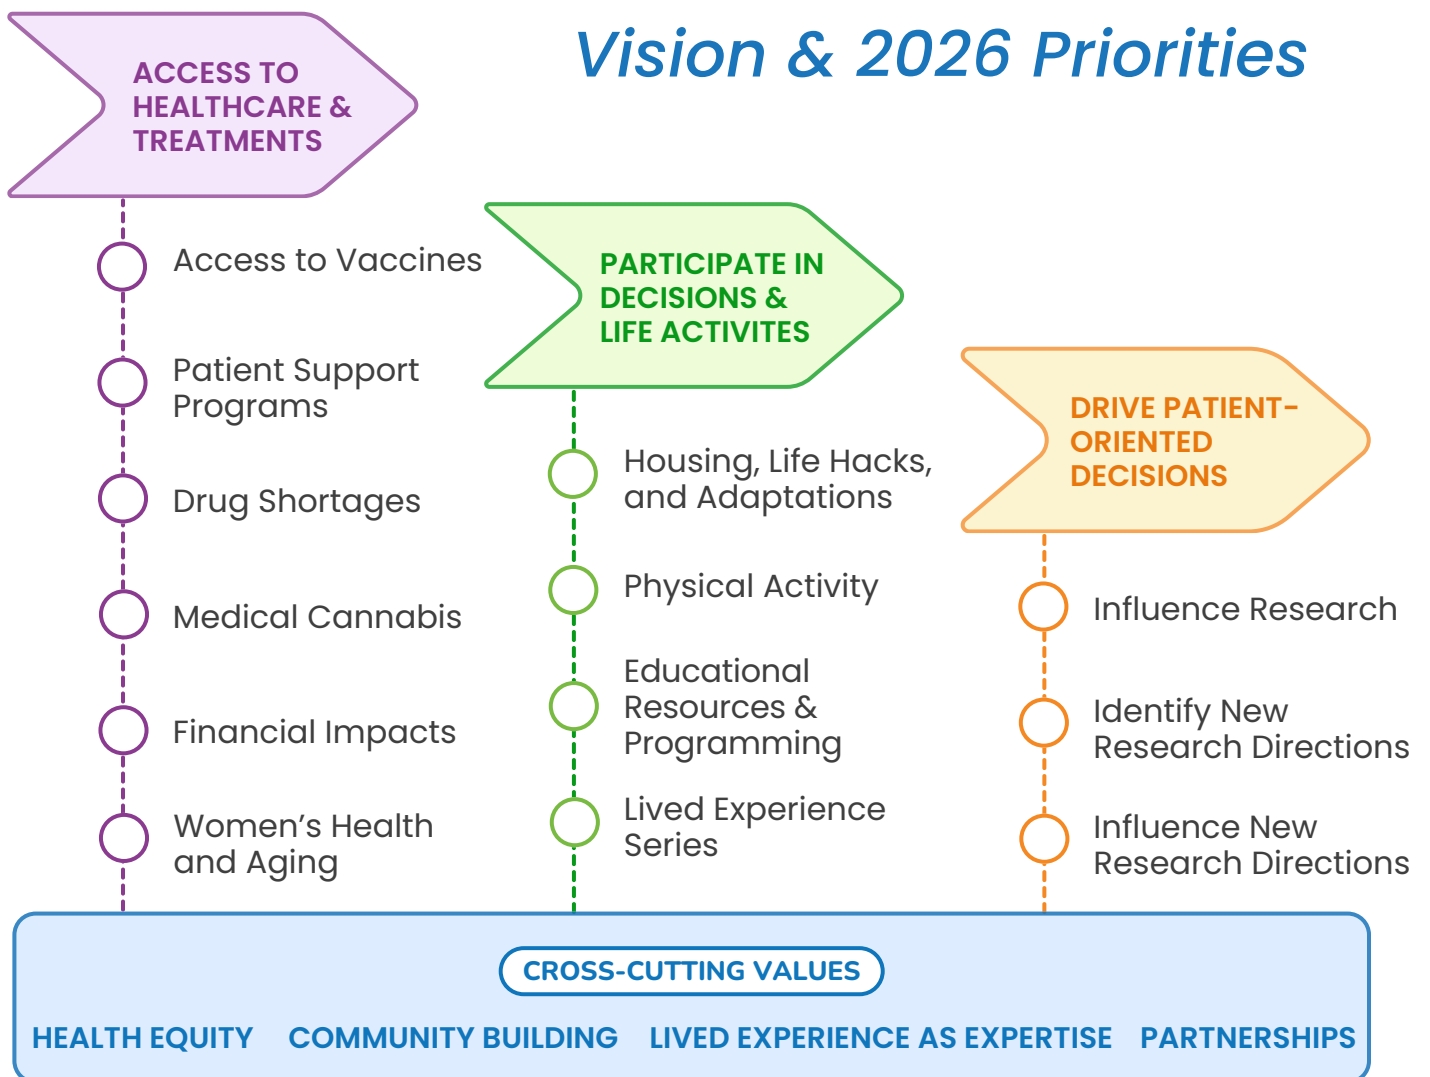 Vision & 2026 Priorities
ACCESS TO
HEALTHCARE &
TREATMENTS
Access to Vaccines
Patient Support
Programs
Drug Shortages
Medical Cannabis
Financial Impacts
Women’s Health
and Aging
PARTICIPATE IN
DECISIONS &
LIFE ACTIVITES
Housing, Life Hacks,
and Adaptations
Physical Activity
Educational
Resources &
Programming
Lived Experience
Series
DRIVE PATIENT-
ORIENTED
DECISIONS
Influence Research
Identify New
Research Directions
Influence New
Research Directions
CROSS-CUTTING VALUES
HEALTH EQUITY COMMUNITY BUILDING LIVED EXPERIENCE AS EXPERTISE PARTNERSHIPS